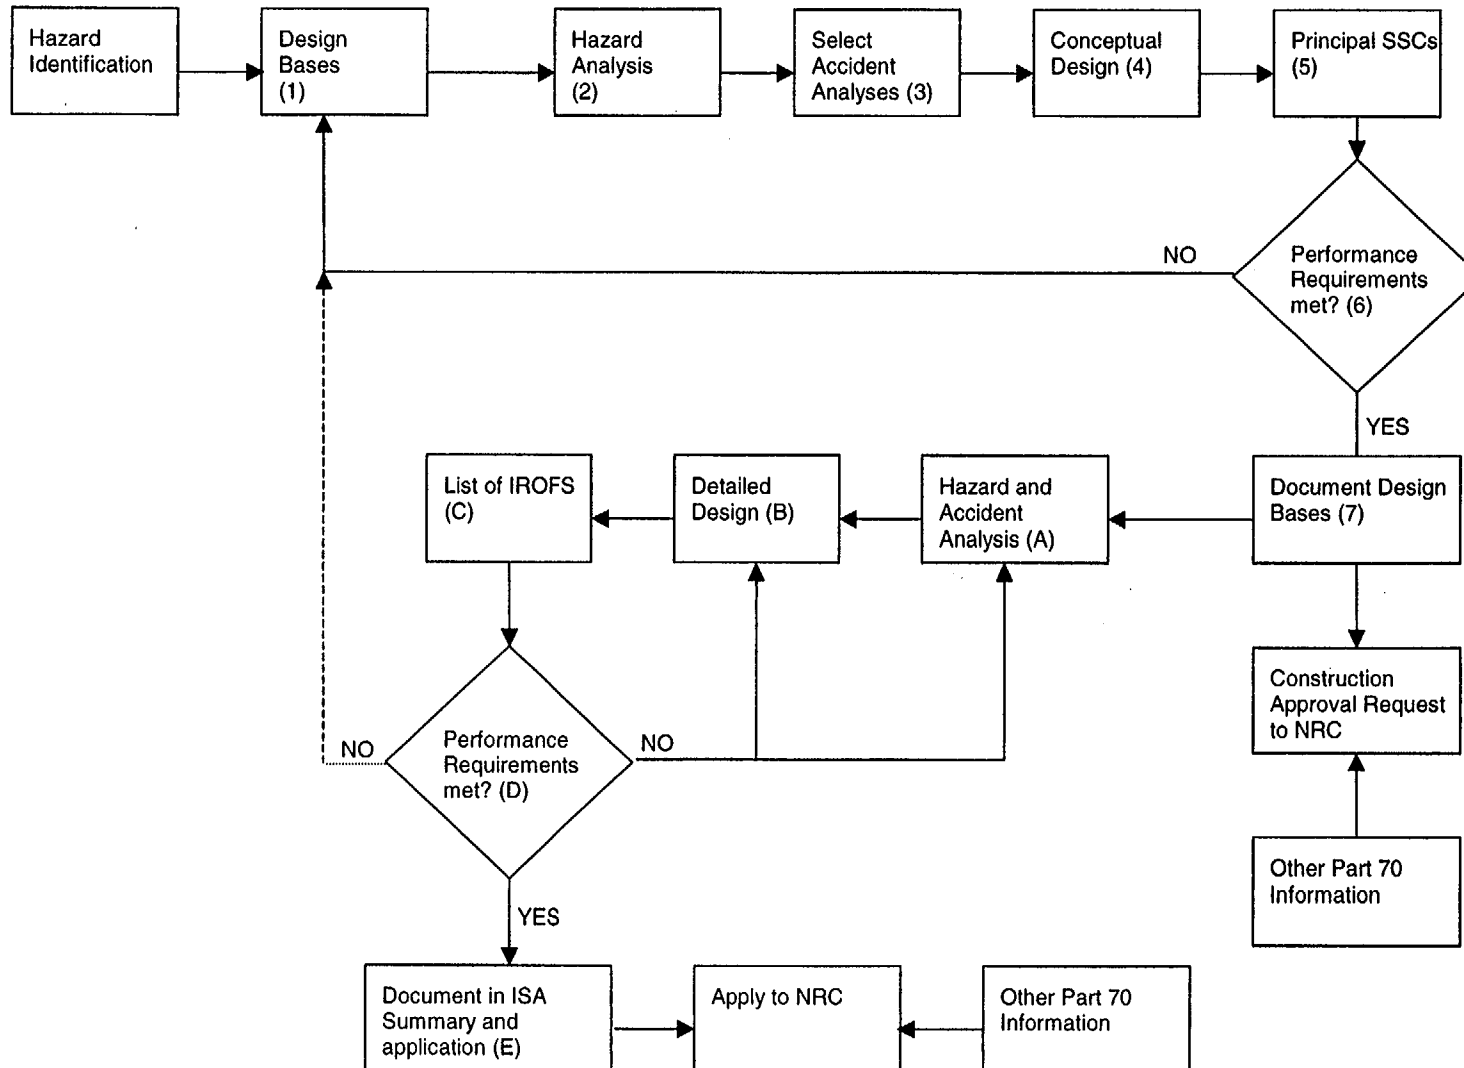 Hazard
Identification
Design
Bases
(1)
Hazard
Analysis
(2)
Select
Accident
Analyses (3)
Conceptual
Design (4)
Principal SSCs
(5)
NO
Performance
Requirements
met? (6)
YES
List of IROFS
(C)
Detailed
Design (B)
Hazard and
Accident
Analysis (A)
Document Design
Bases (7)
Construction
Approval Request
to NRC
NO
Performance
Requirements
met? (D)
NO
Other Part 70
Information
YES
Document in ISA
Summary and
application (E)
Apply to NRC
Other Part 70
Information